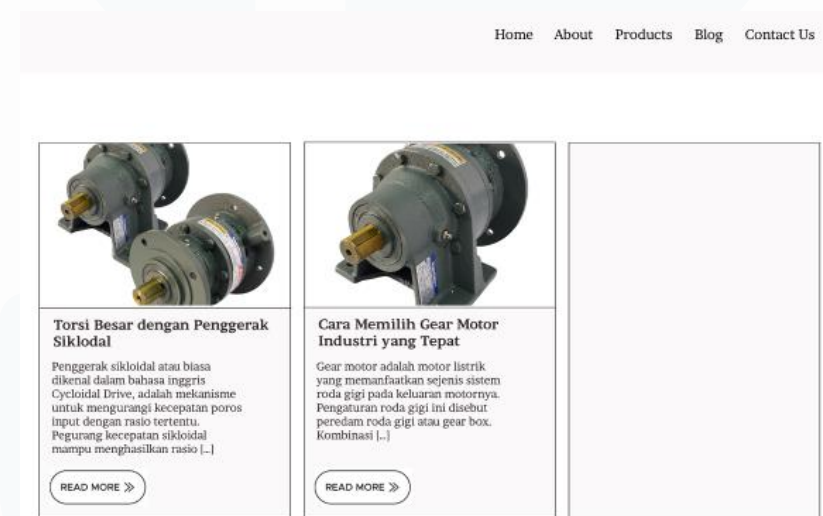 Home About Products Blog Contact Us
Torsi Besar dengan Penggerak
Siklodal
Penggerak sikloidal atau biasa
dikenal dalam bahasa inggris
Cycloidal Drive, adalah mekanisme
untuk mengurangi kecepatan poros
input dengan rasio tertentu.
Pegurang kecepatan sikloidal
mampu menghasilkan rasio [...]
READ MORE
Cara Memilih Gear Motor
Industri yang Tepat
Gear motor adalah motor listrik
yang memanfaatkan sejenis sistem
roda gigi pada keluaran motornya.
Pengaturan roda gigi ini disebut
peredam roda gigi atau gear box.
Kombinasi [...]
READ MORE